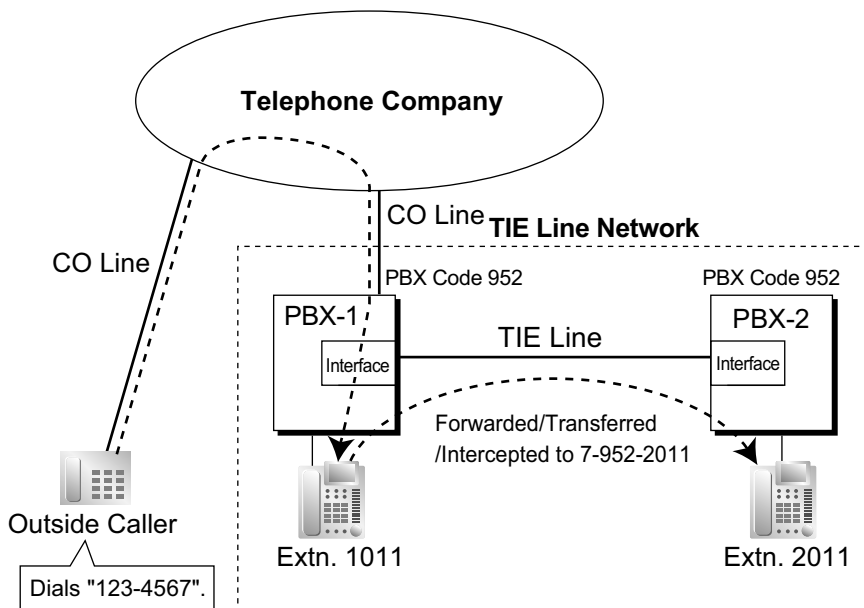 Telephone Company
CO Line
CO Line
TIE Line Network
PBX Code 952
PBX Code 952
PBX-1
PBX-2
TIE Line
Interface
Interface
Forwarded/Transferred
/Intercepted to 7-952-2011
Outside Caller
Extn. 1011
Extn. 2011
Dials "123-4567".